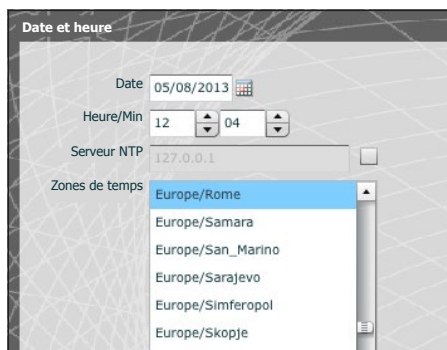 Date et heure
Date 05/08/2013
Heure/Min 12 04
Serveur NTP 127.0.0.1
Zones de temps
Europe/Rome
Europe/Samara
Europe/San_Marino
Europe/Sarajevo
Europe/Simferopol
Europe/Skopje